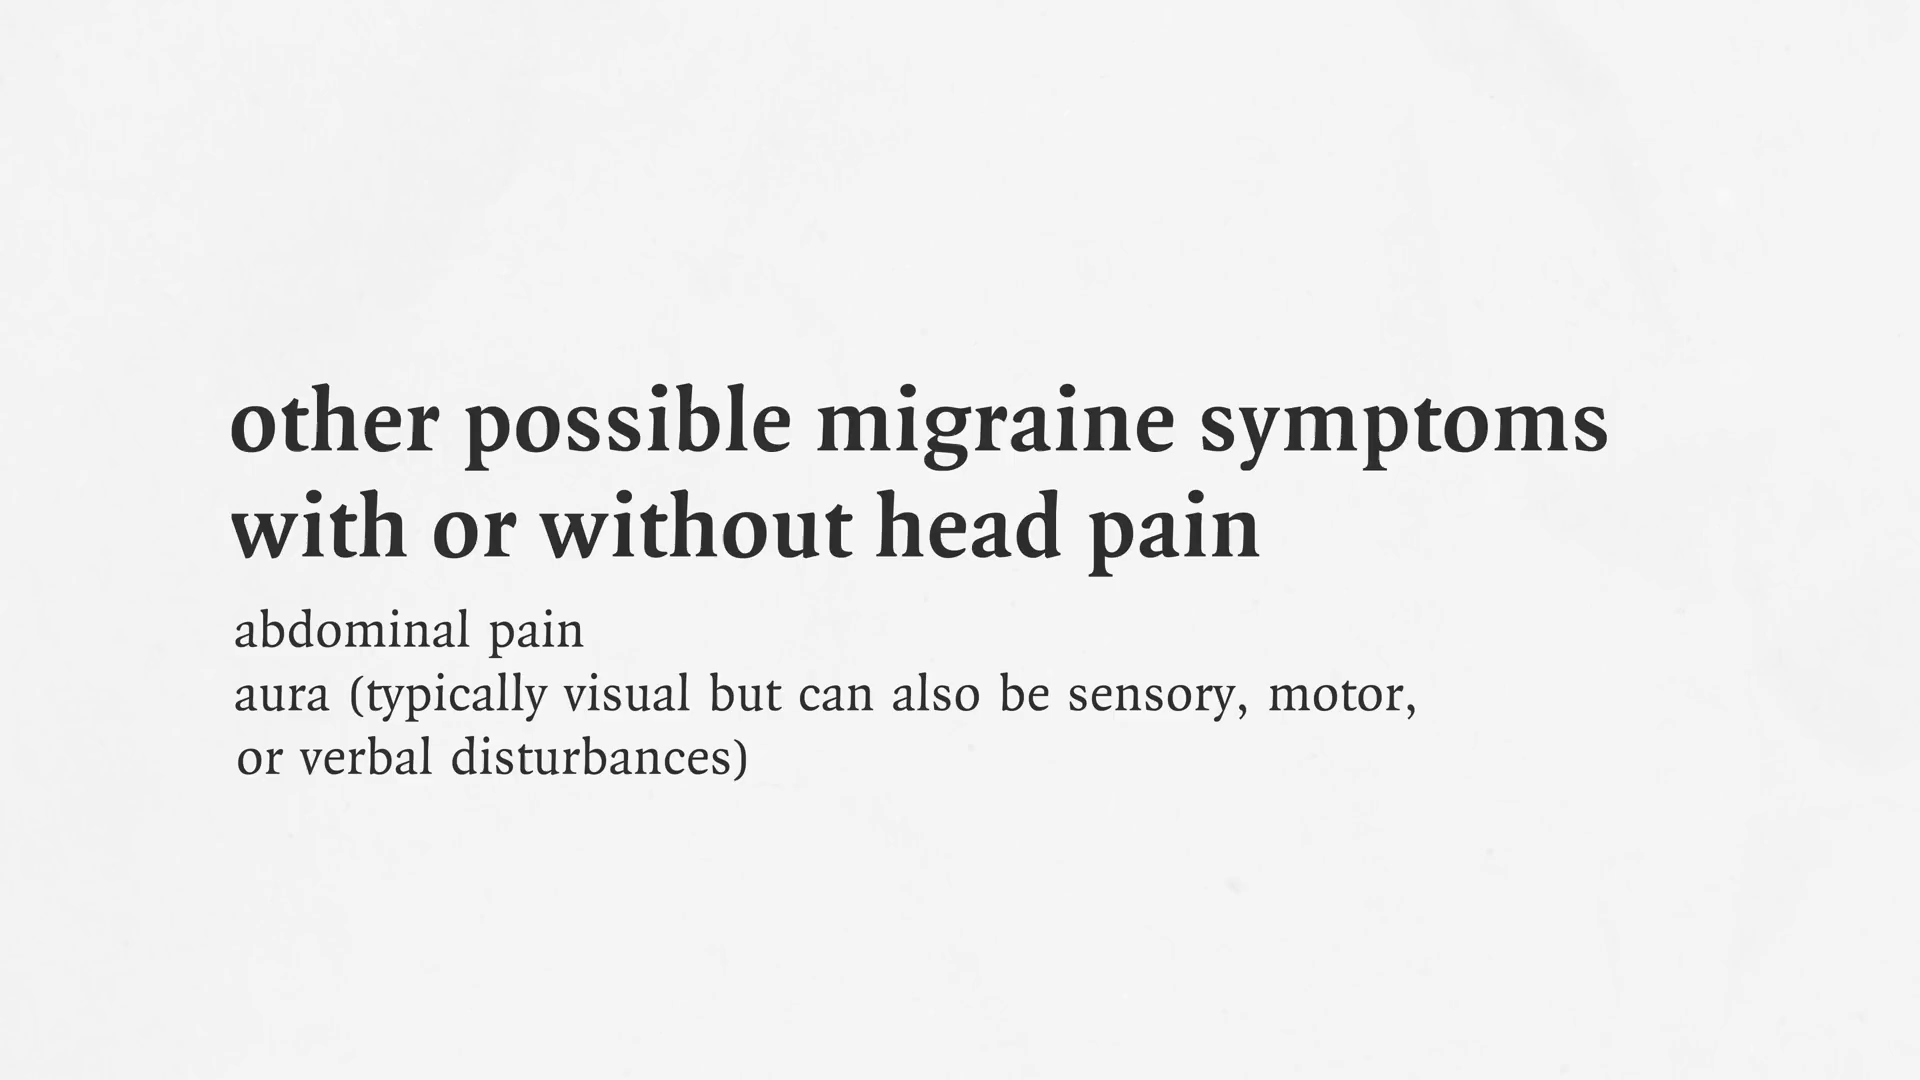 other possible migraine symptoms
with or without head pain
abdominal pain
aura (typically visual but can also be sensory, motor,
or verbal disturbances)